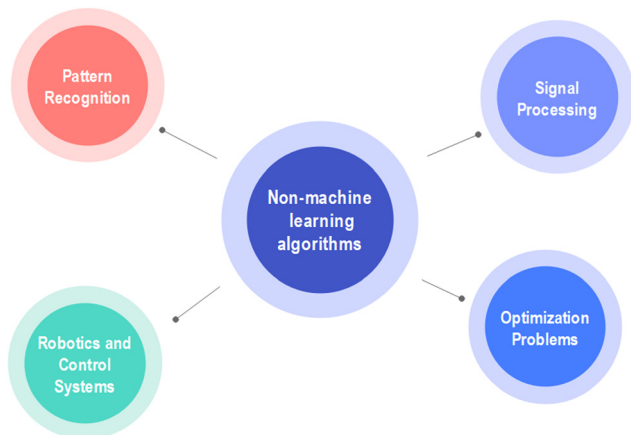 Pattern
Recognition
Signal
Processing
Non-machine
learning
algorithms
Robotics and
Control
Systems
Optimization
Problems